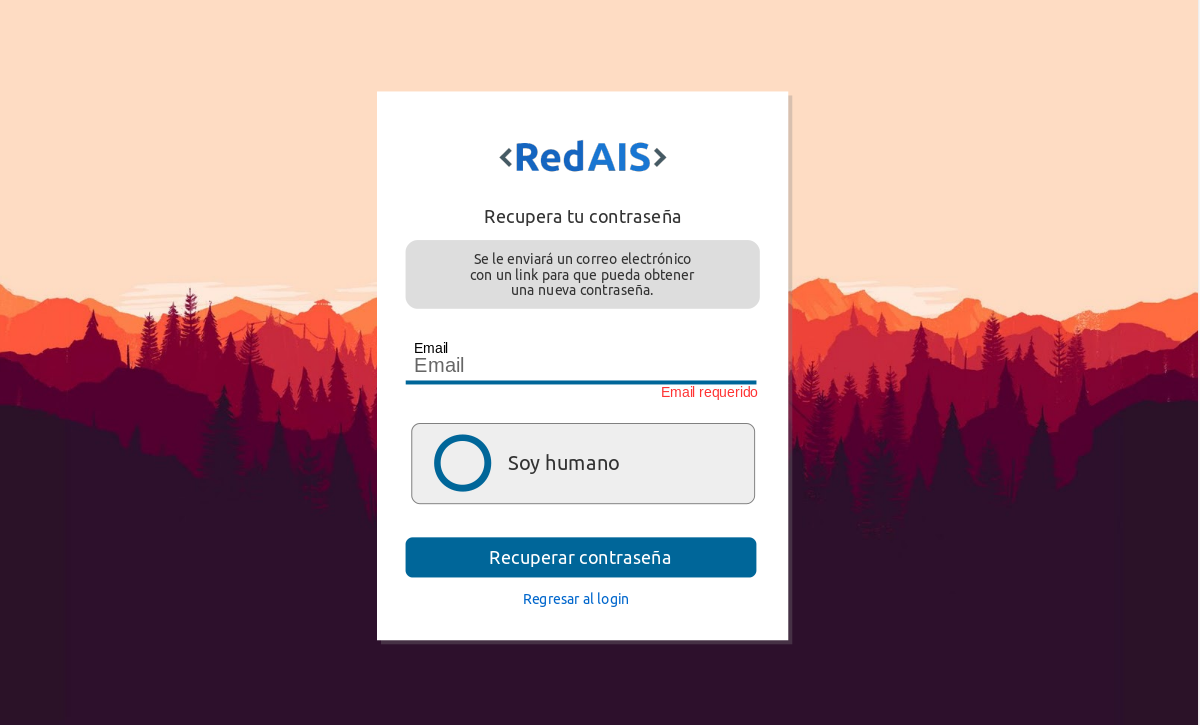 <RedAIS>
Recupera tu contraseña
Se le enviará un correo electrónico
con un link para que pueda obtener
una nueva contraseña.
Email
Email
Email requerido
Soy humano
Recuperar contraseña
Regresar al login